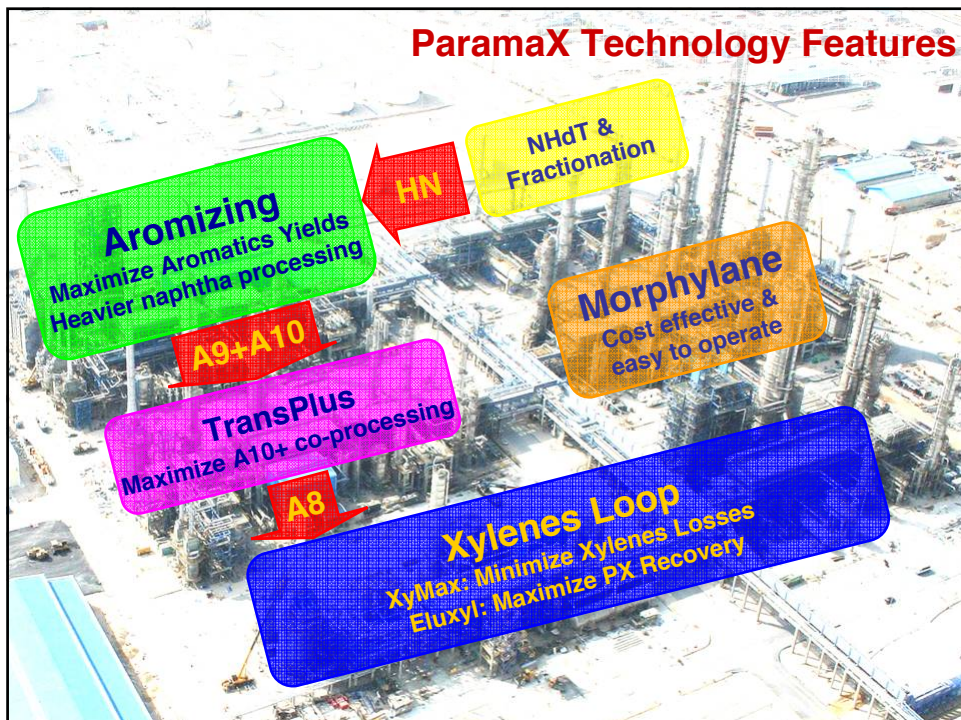 ParamaX Technology Features
NHdT &
Fractionation
HN
Aromizing
Maximize Aromatics Yields
Heavier naphtha processing
Morphylane
Cost effective &
easy to operate
A9+A10
TransPlus
Maximize A10+ co-processing
A8
Xylenes Loop
XyMax: Minimize Xylenes Losses
Eluxyl: Maximize PX Recovery